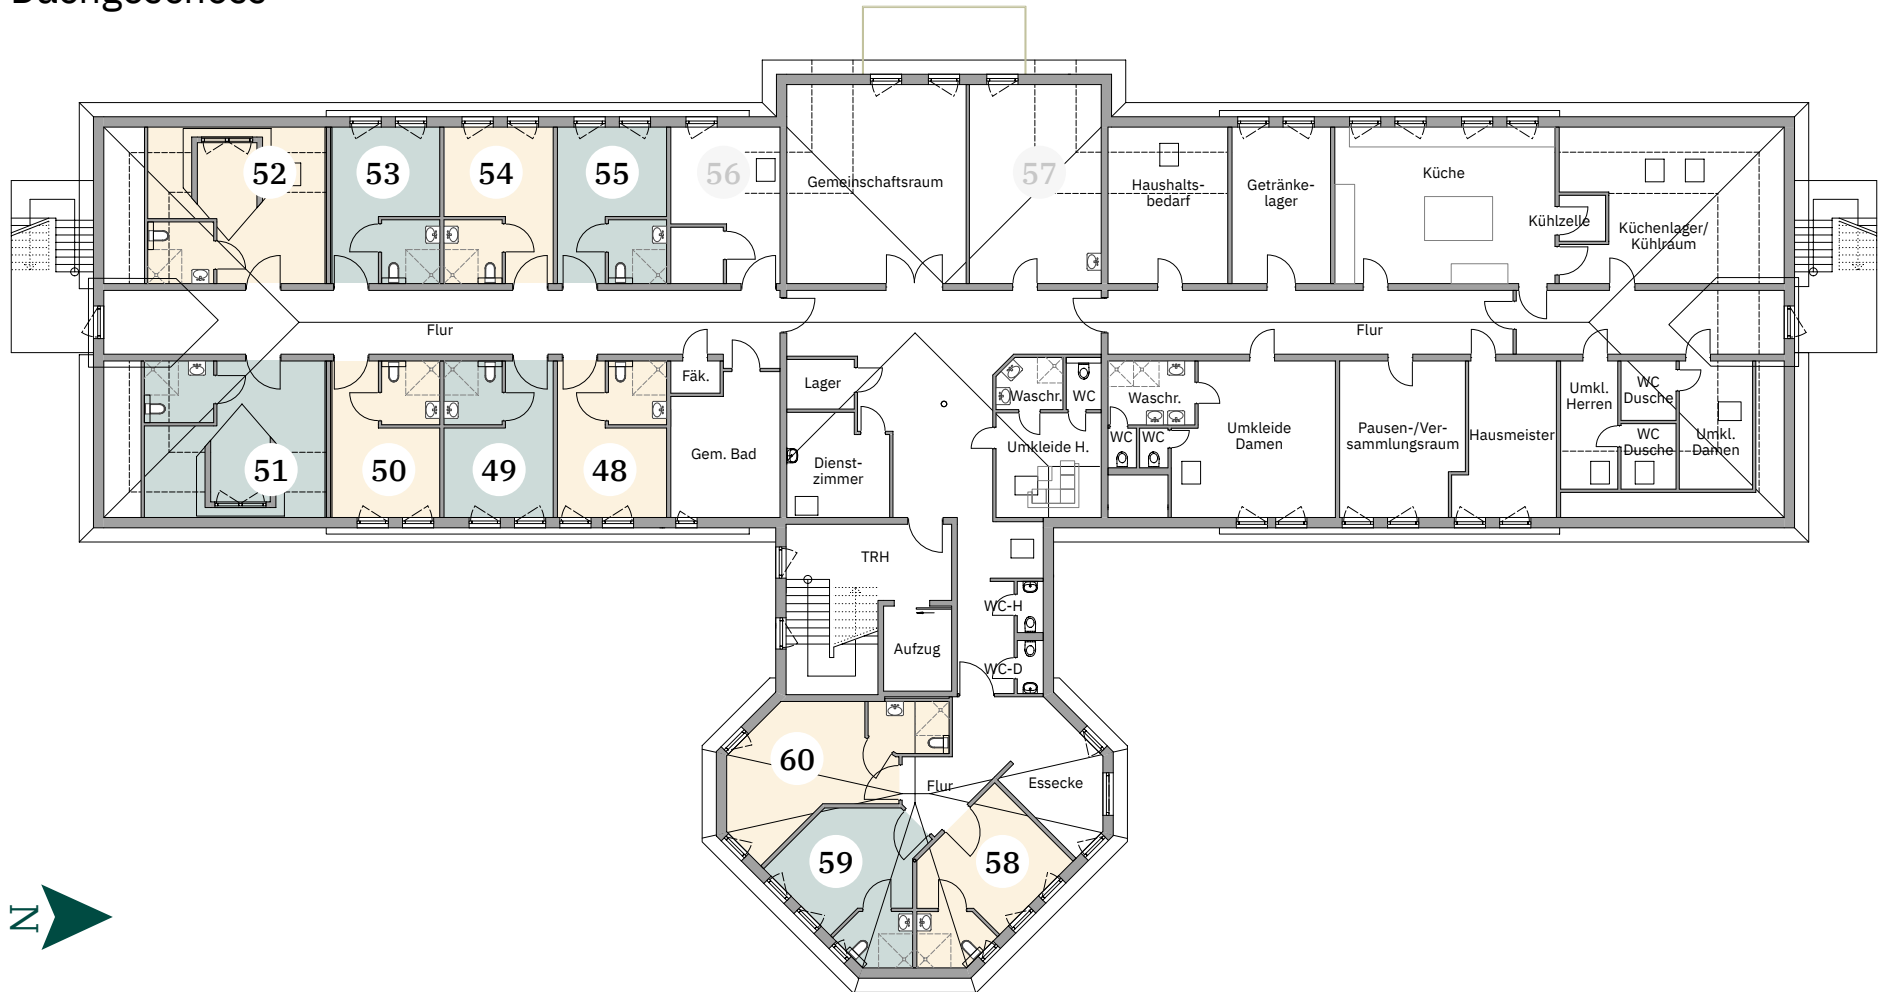 52
53
54
55
56
Gemeinschaftsraum
57
Haushalts-
bedarf
Getränke-
lager
Küche
Kühlzelle
Küchenlager/
Kühlraum
Flur
Flur
51
50
49
48
Fäk.
Gem. Bad
Lager
Dienst-
zimmer
Waschr.
WC
Umkleide H.
Waschr.
WC
WC
Umkleide
Damen
Pausen-/Ver-
sammlungsraum
Hausmeister
Umkl.
Herren
WC
Dusche
WC
Dusche
Umkl.
Damen
TRH
Aufzug
WC-H
WC-D
60
Flur
Essecke
59
58
N